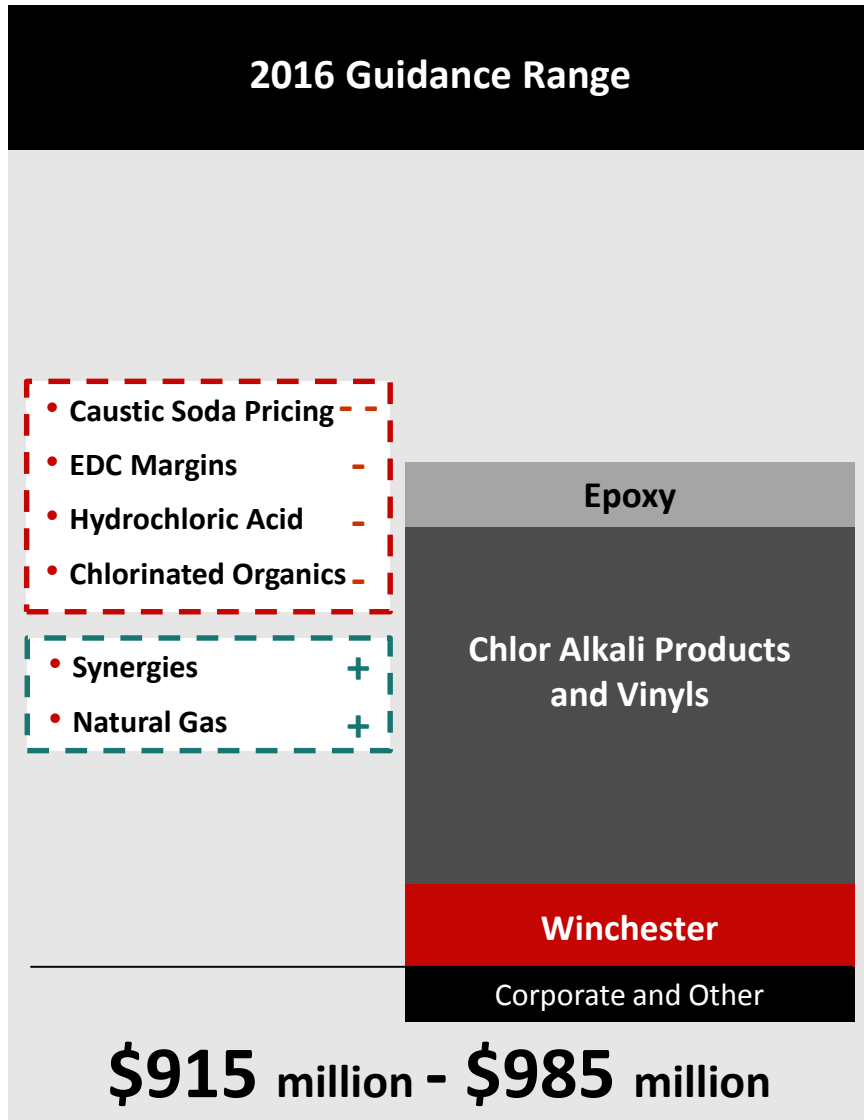 2016 Guidance Range
• Caustic Soda Pricing - -
• EDC Margins -
• Hydrochloric Acid -
• Chlorinated Organics -
• Synergies +
• Natural Gas +
Epoxy
Chlor Alkali Products
and Vinyls
Winchester
Corporate and Other
$915 million - $985 million